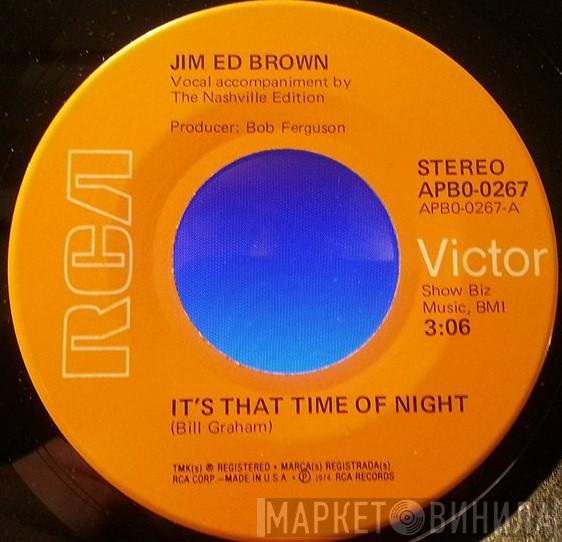 JIM ED BROWN
Vocal accompaniment by
The Nashville Edition
Producer: Bob Ferguson
RCA
STEREO
APBO-0267
APBO-0267-A
Victor
Show Biz
Music, BMI
3:06
IT'S THAT TIME OF NIGHT
(Bill Graham)
TMK(s) ® REGISTERED • MARCA(s) REGISTRADA(s)
RCA CORP.—MADE IN U.S.A. • ℗ 1974 RCA RECORDS
МАРКЕТ ВИНИЛА